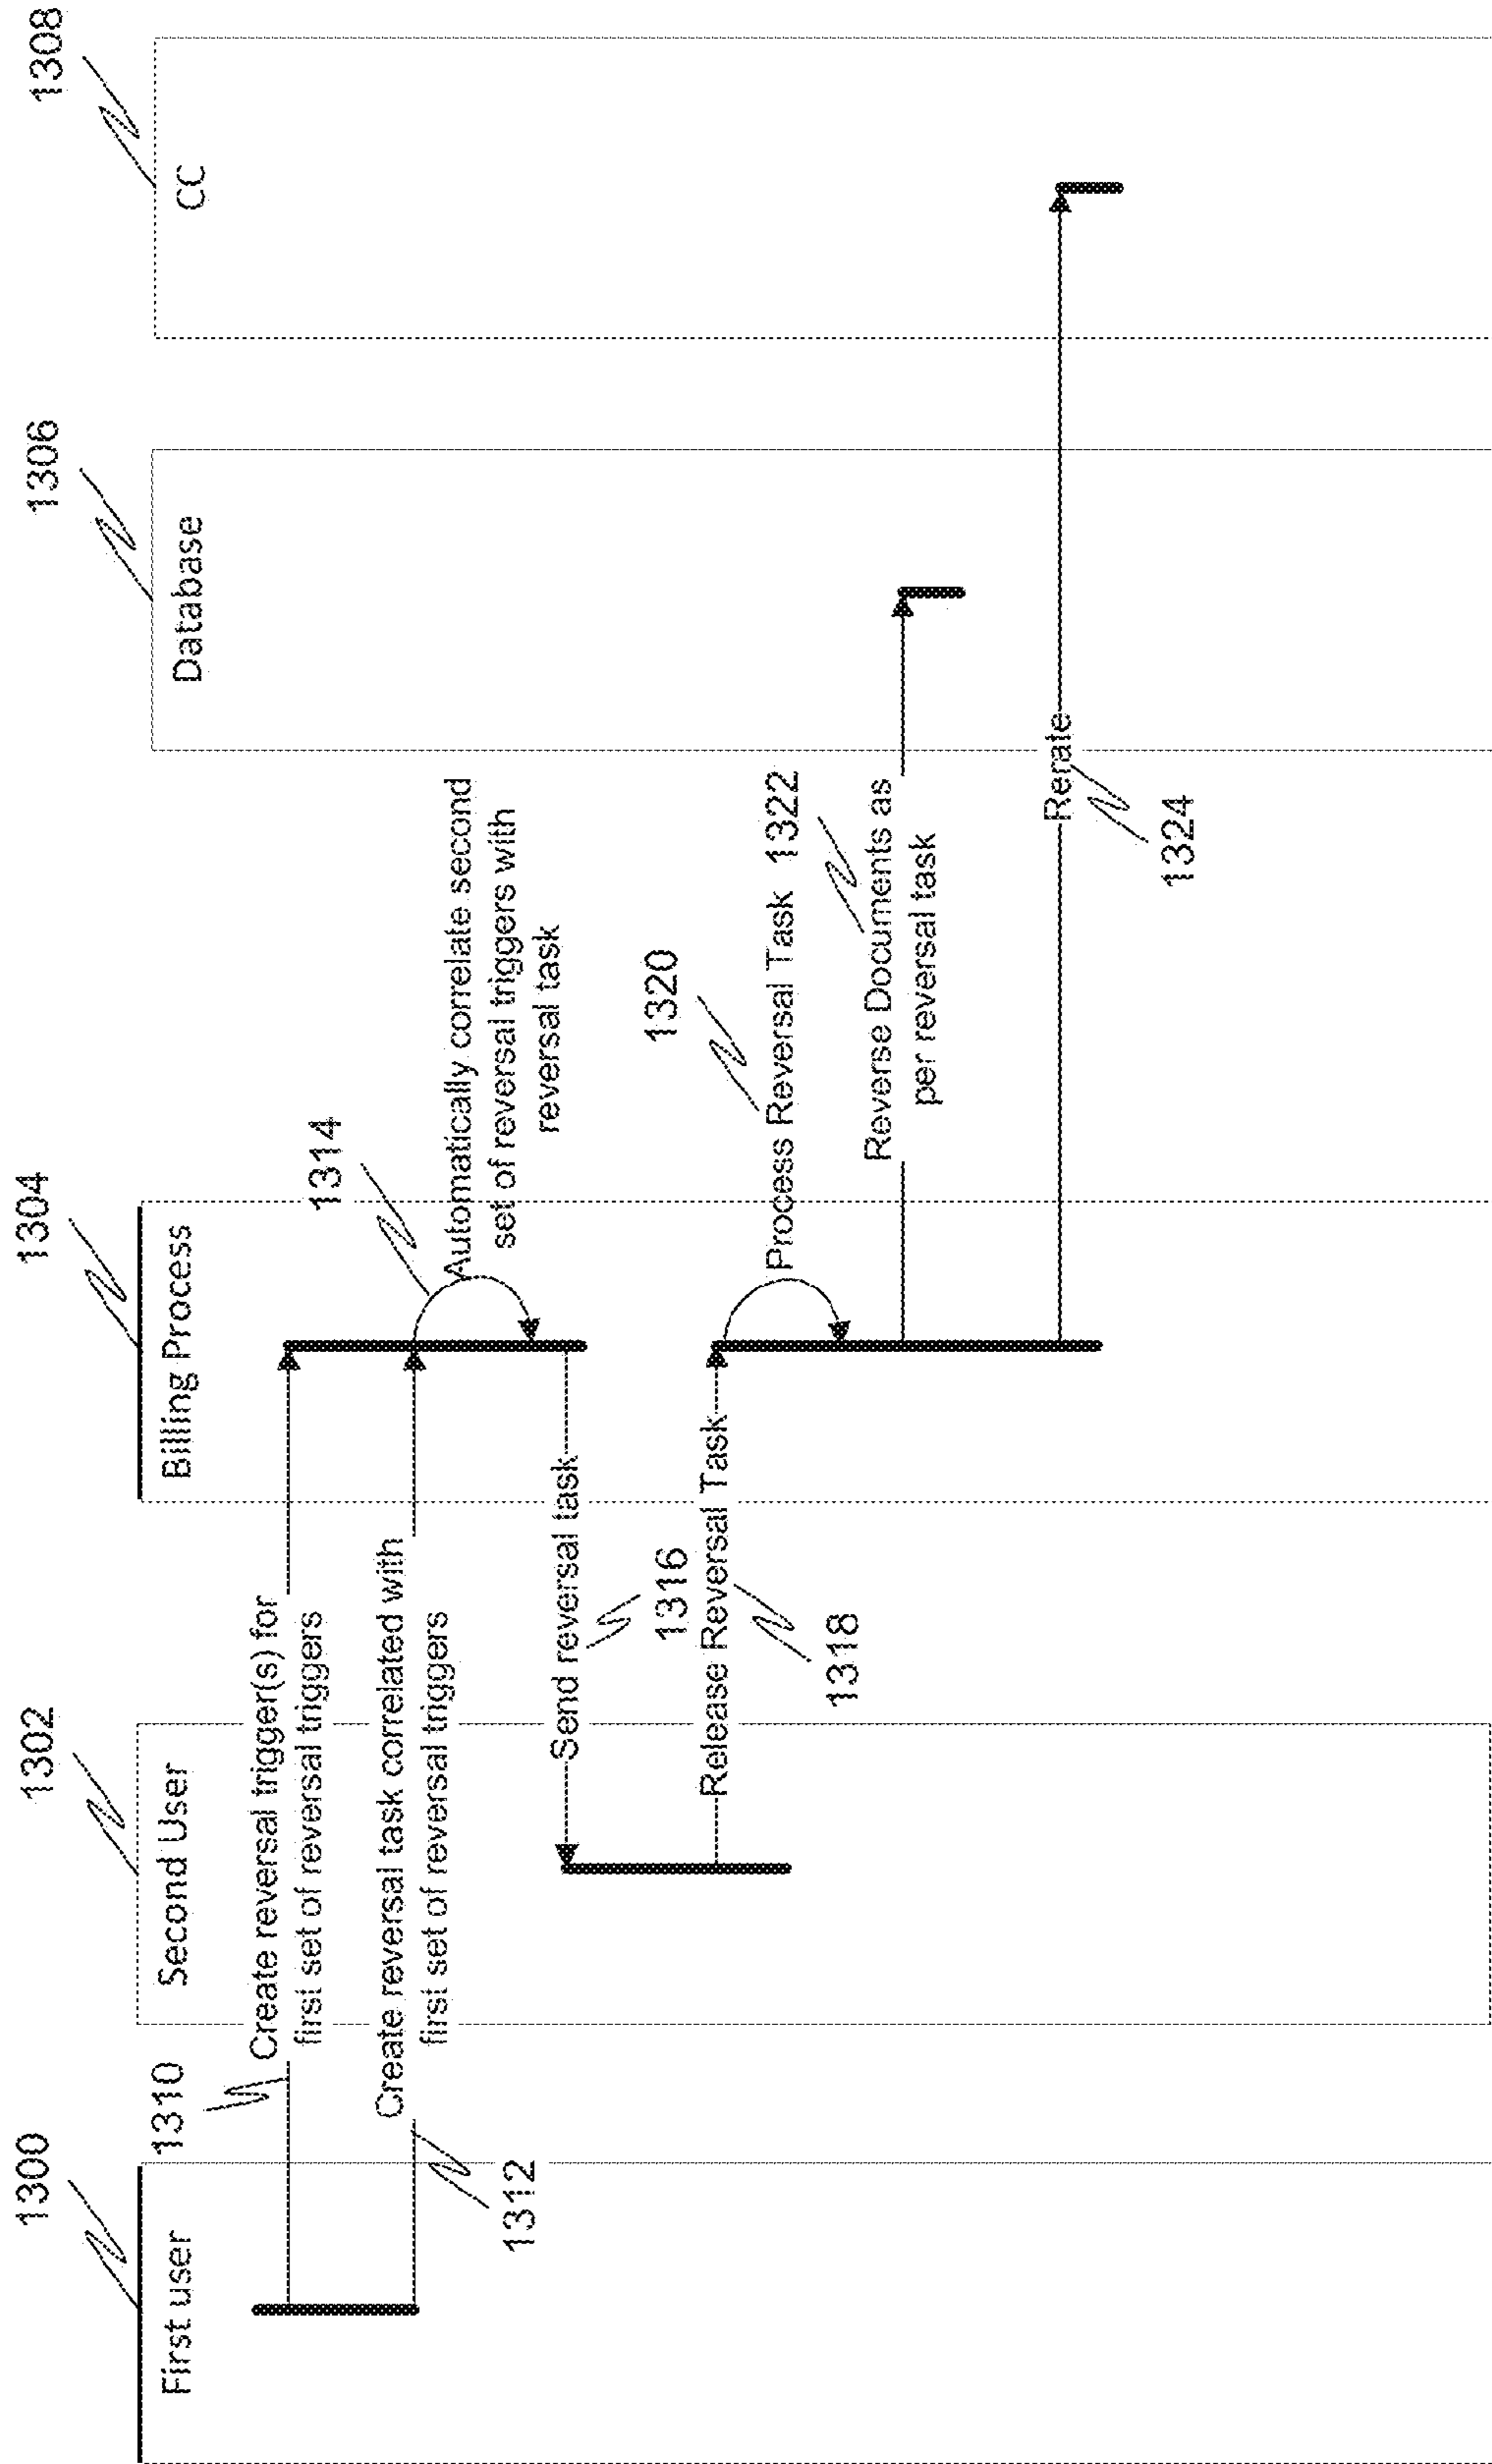 1300
1302
1304
1306
1308
First user
Second User
Billing Process
Database
CC
1310
Create reversal trigger(s) for
first set of reversal triggers
Create reversal task correlated with
first set of reversal triggers
1312
1314
Automatically correlate second
set of reversal triggers with
reversal task
Send reversal task
1316
Release Reversal Task
1318
1320
Process Reversal Task
1322
Reverse Documents as
per reversal task
Rerate
1324